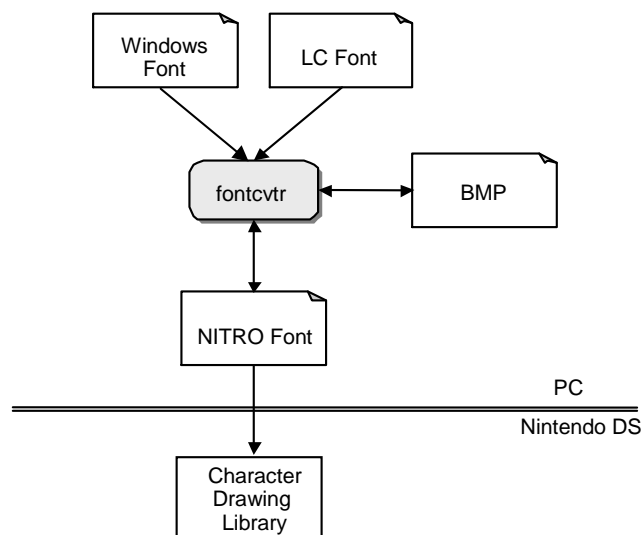 Windows
Font
LC Font
fontcvtr
BMP
NITRO Font
PC
Nintendo DS
Character
Drawing
Library